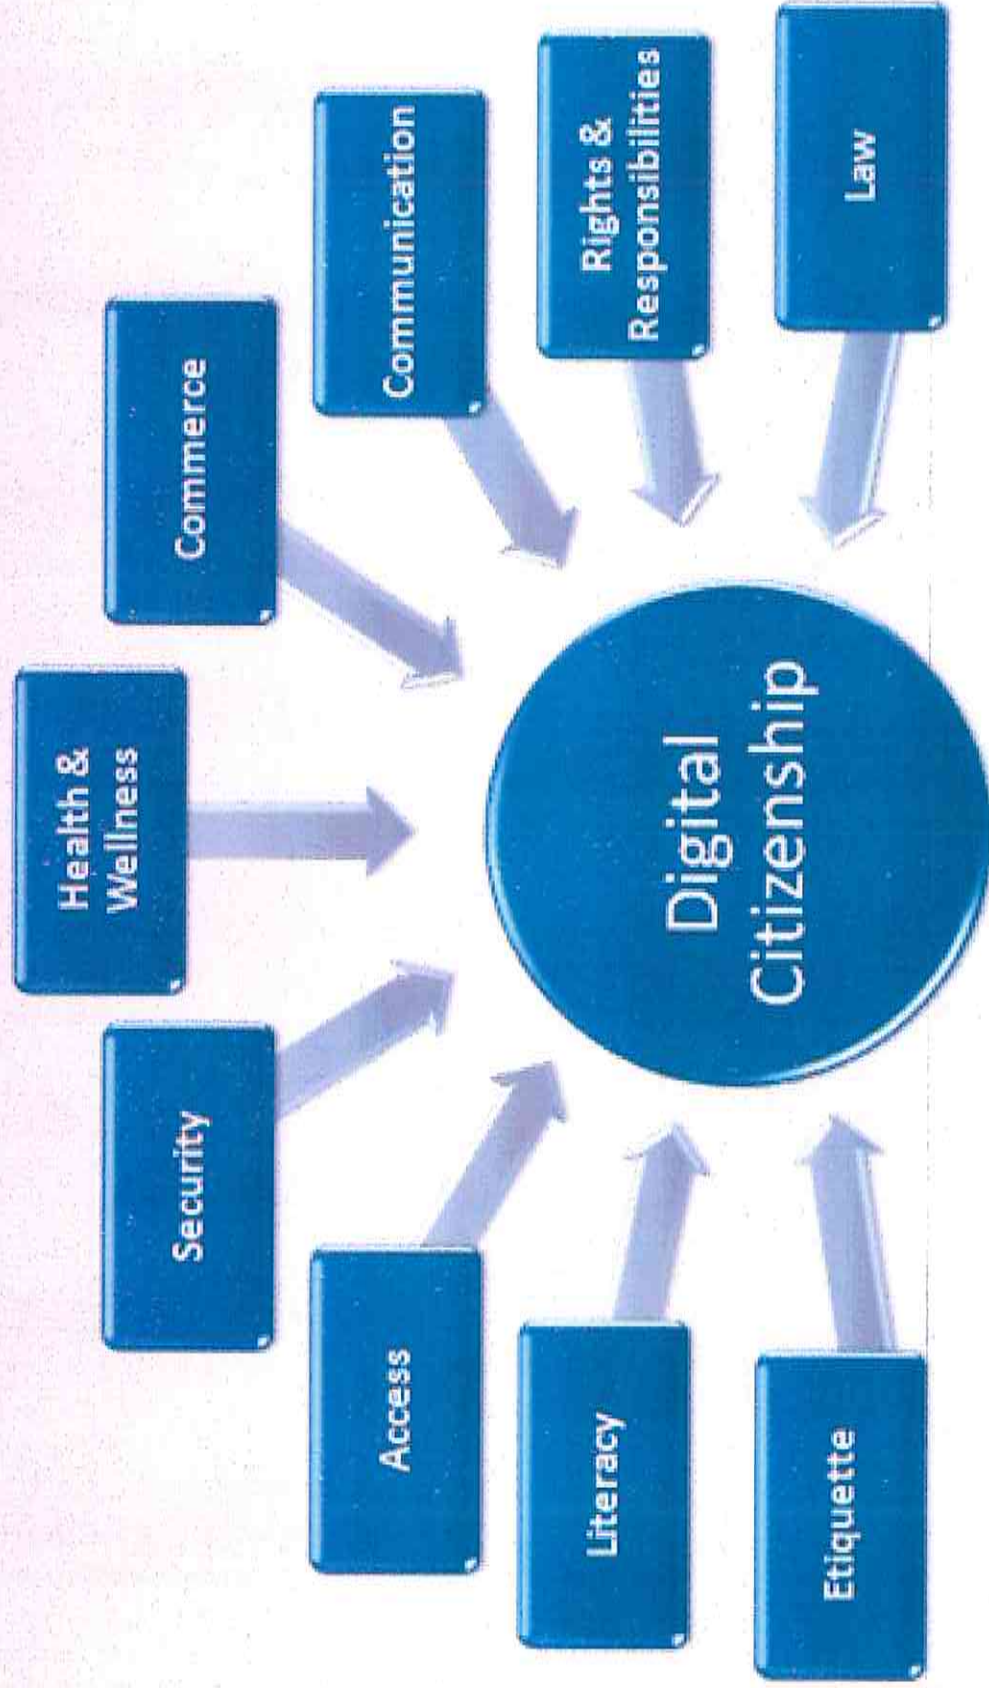 Etiquette
Literacy
Access
Security
Health &
Wellness
Commerce
Communication
Rights &
Responsibilities
Law
Digital
Citizenship